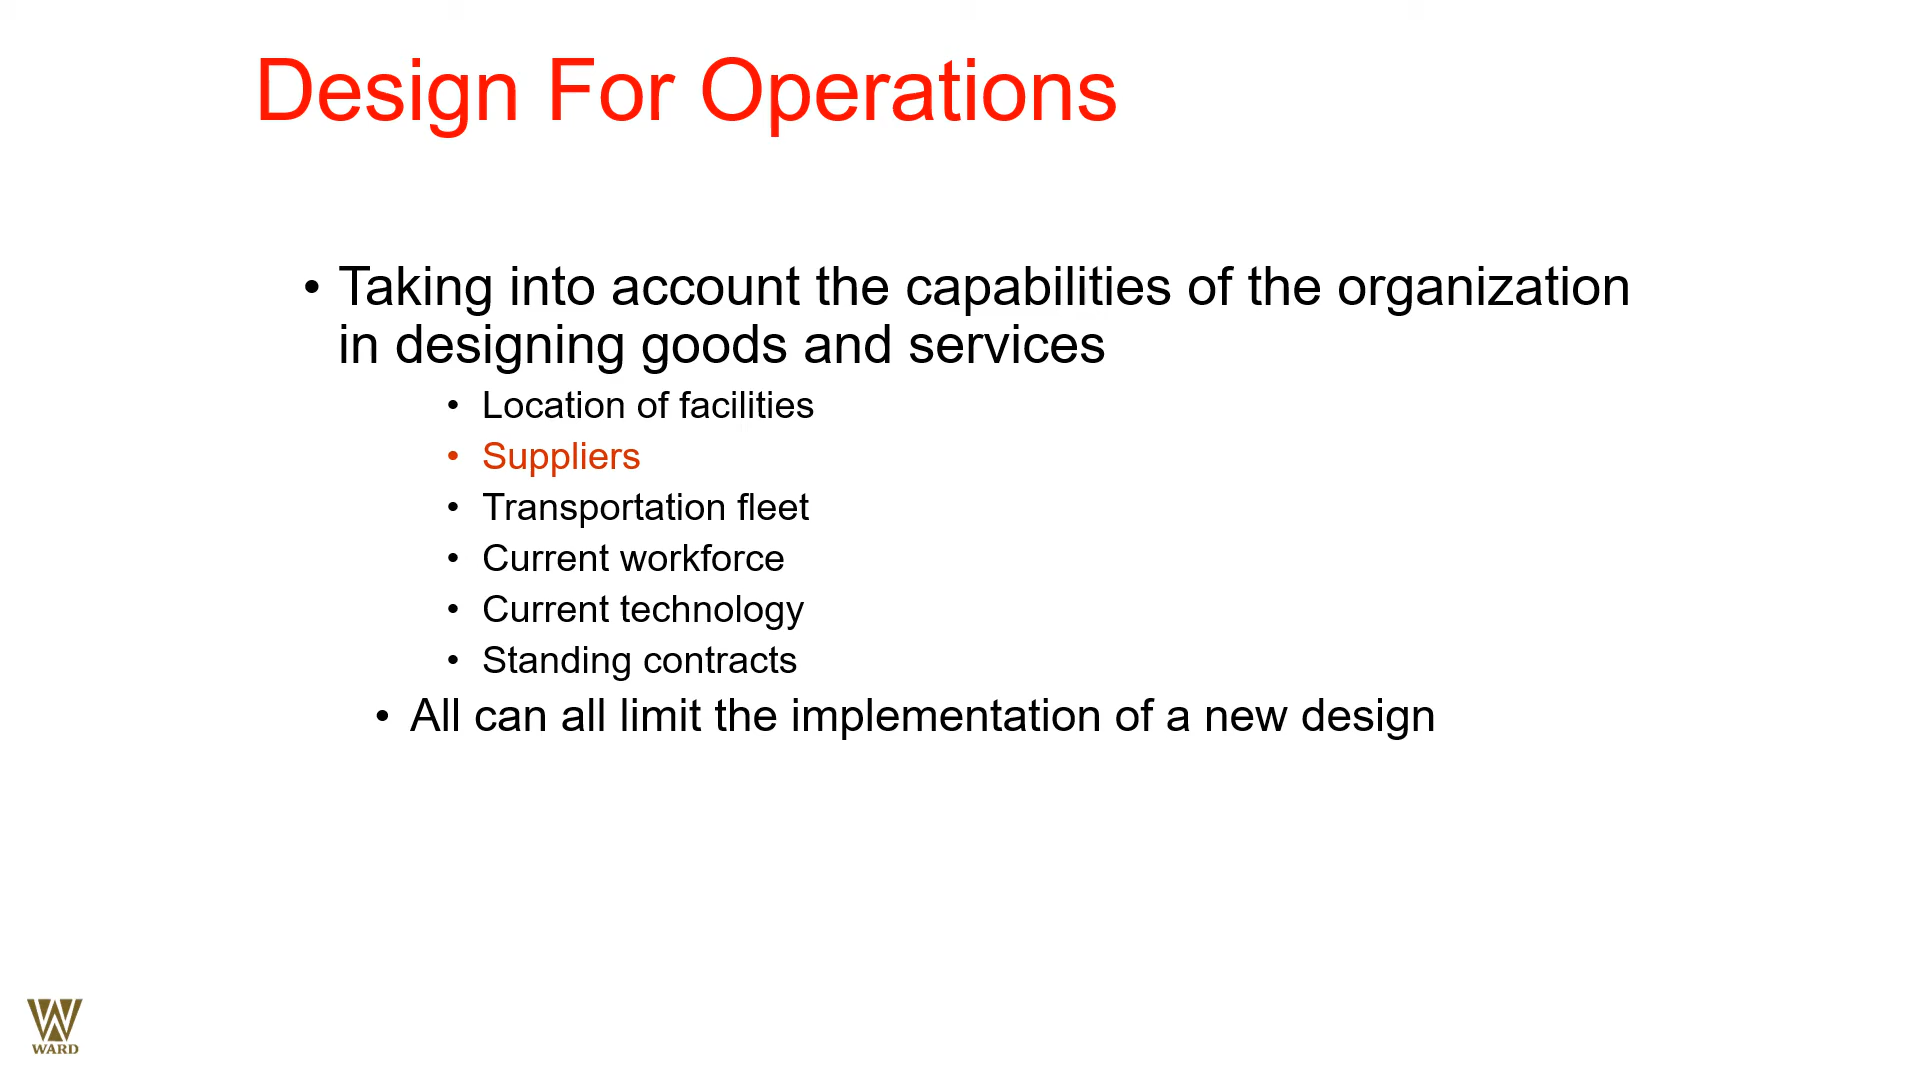 Design For Operations
• Taking into account the capabilities of the organization
in designing goods and services
• Location of facilities
• Suppliers
• Transportation fleet
• Current workforce
• Current technology
• Standing contracts
• All can all limit the implementation of a new design
WARD